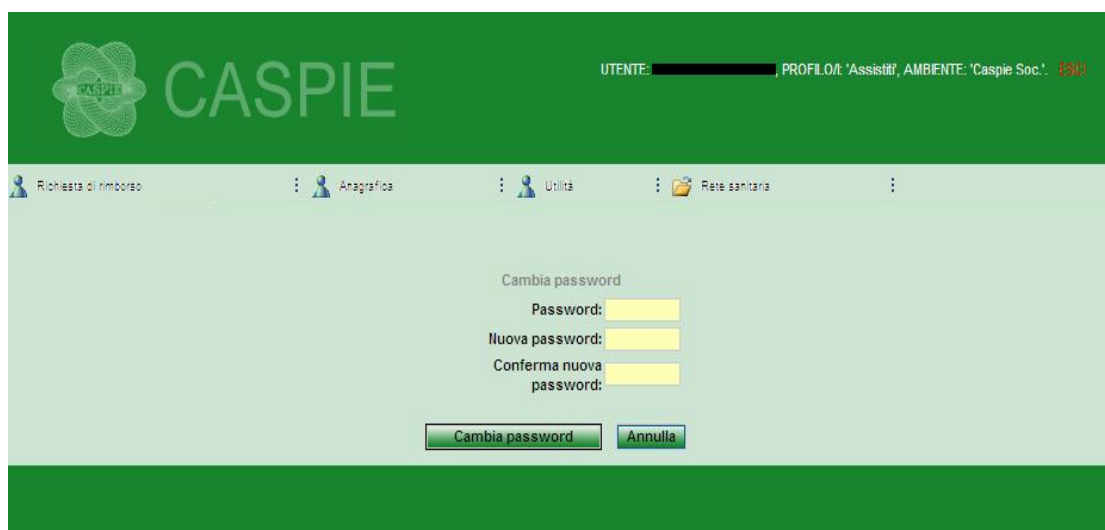 CASPIE
CASPIE
UTENTE: , PROFILO/I: 'Assistiti', AMBIENTE: 'Caspie Soc.'. ESCI
Richiesta di rimborso Anagrafica Utilità Rete sanitaria
Cambia password
Password:
Nuova password:
Conferma nuova
password:
Cambia password Annulla